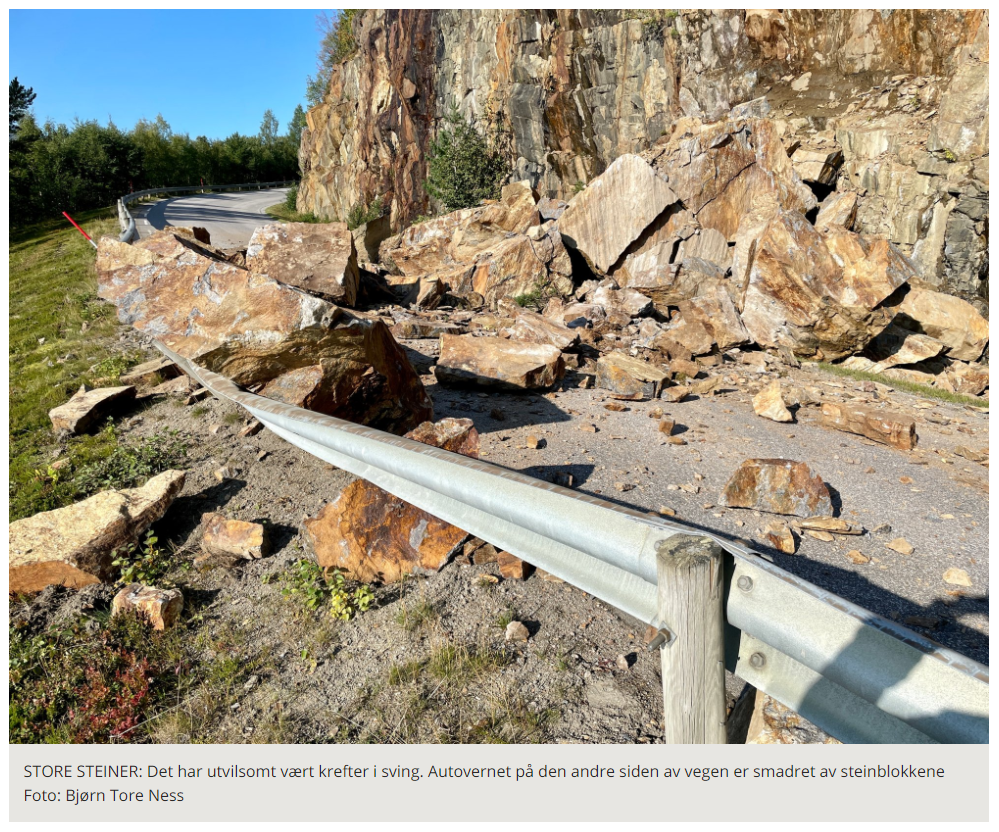 STORE STEINER: Det har utvilsomt vært krefter i sving. Autovernet på den andre siden av vegen er smadret av steinblokkene
Foto: Bjørn Tore Ness